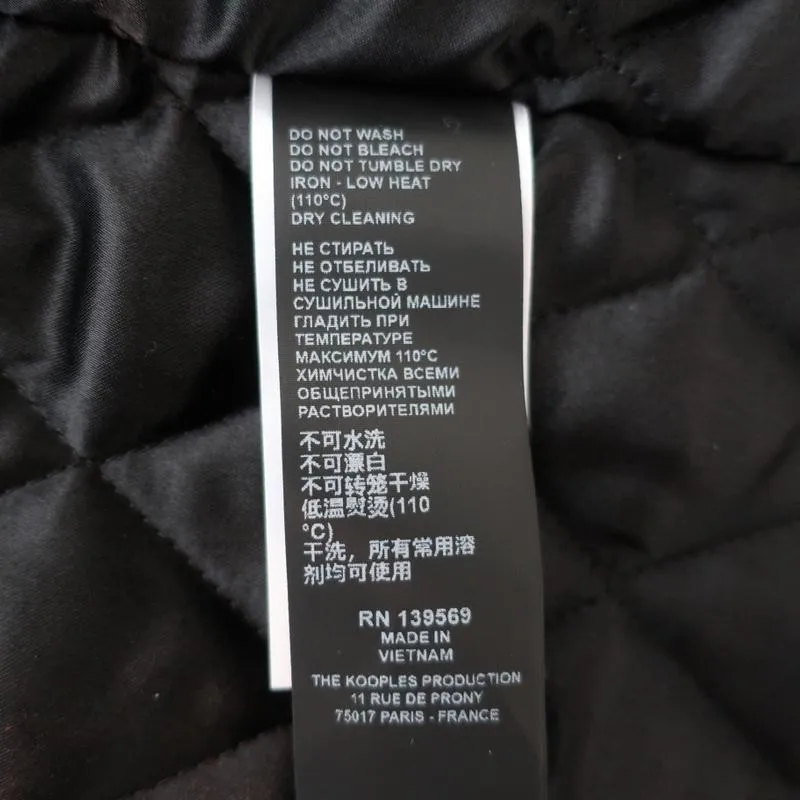 DO NOT WASH
DO NOT BLEACH
DO NOT TUMBLE DRY
IRON - LOW HEAT
(110°C)
DRY CLEANING
НЕ СТИРАТЬ
НЕ ОТБЕЛИВАТЬ
НЕ СУШИТЬ В
СУШИЛЬНОЙ МАШИНЕ
ГЛАДИТЬ ПРИ
ТЕМПЕРАТУРЕ
МАКСИМУМ 110°C
ХИМЧИСТКА ВСЕМИ
ОБЩЕПРИНЯТЫМИ
РАСТВОРИТЕЛЯМИ
不可水洗
不可漂白
不可转笼干燥
低温熨烫(110
°C)
干洗，所有常用溶
剂均可使用
RN 139569
MADE IN
VIETNAM
THE KOOPLES PRODUCTION
11 RUE DE PRONY
75017 PARIS - FRANCE